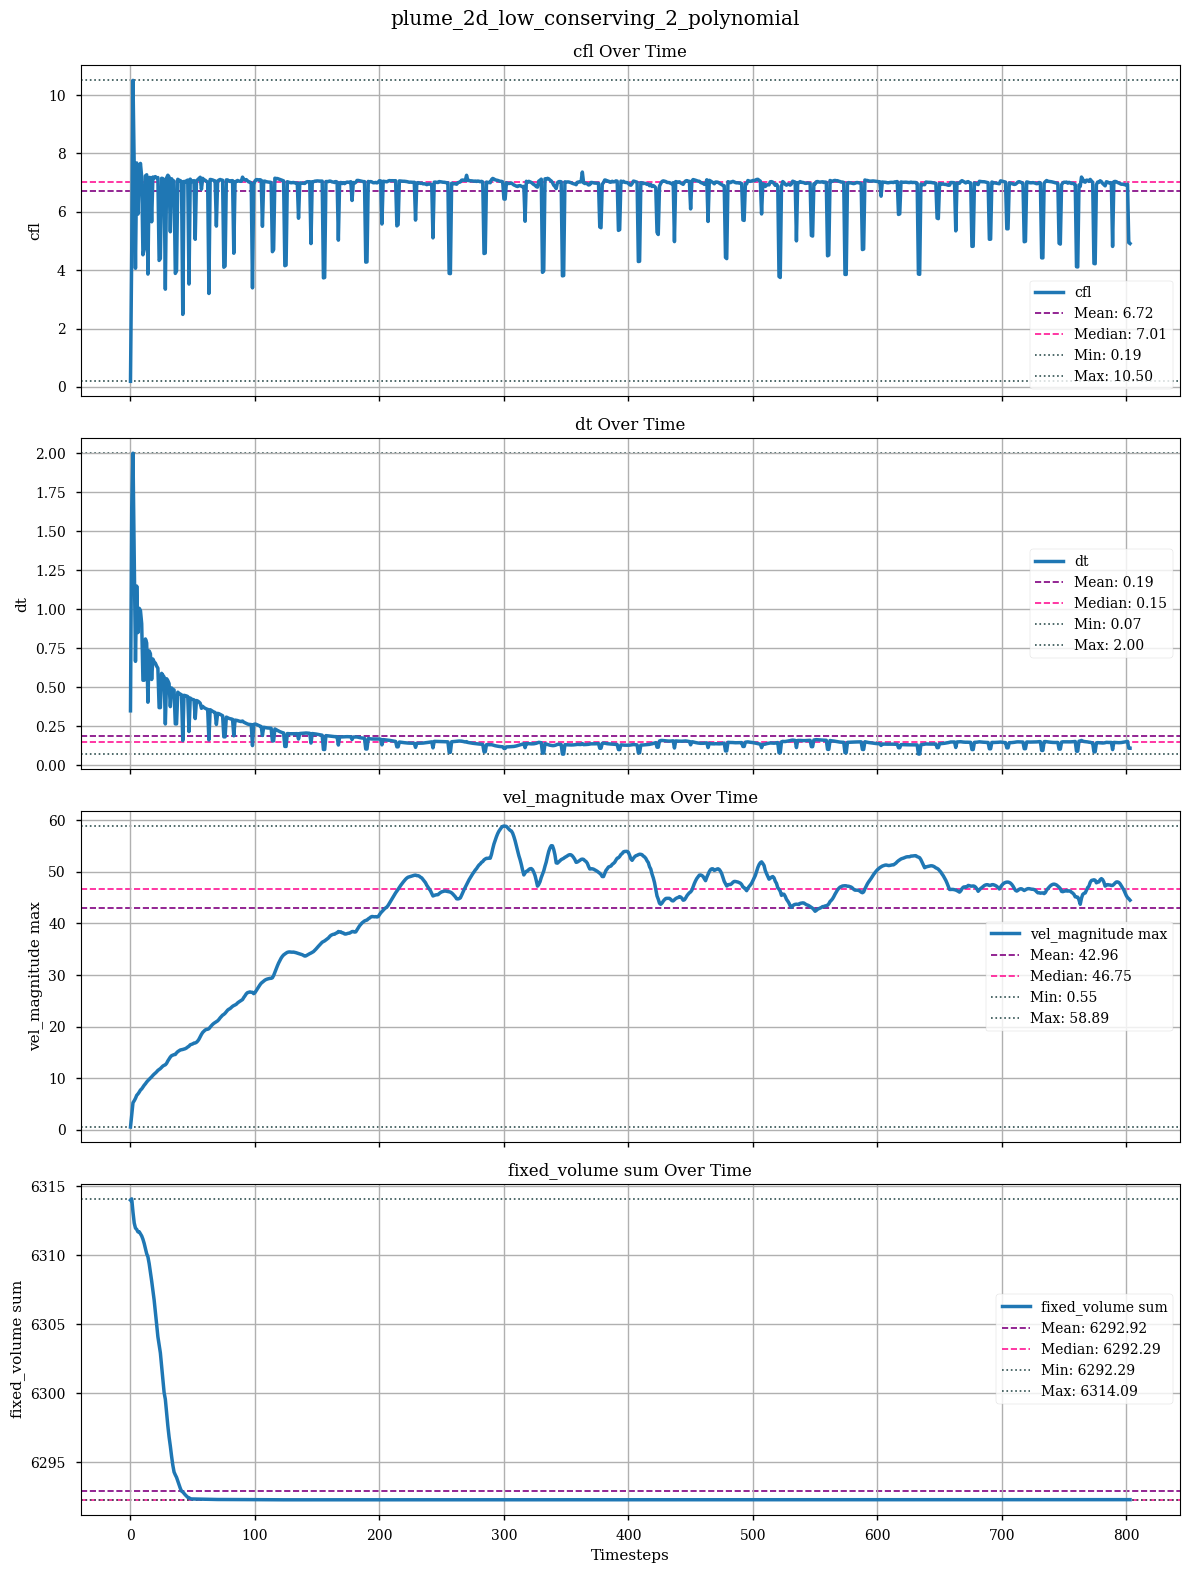 plume_2d_low_conserving_2_polynomial
cfl Over Time
10
8
6
4
2
0
cfl
cfl
Mean: 6.72
Median: 7.01
Min: 0.19
Max: 10.50
dt Over Time
2.00
1.75
1.50
1.25
1.00
0.75
0.50
0.25
0.00
dt
dt
Mean: 0.19
Median: 0.15
Min: 0.07
Max: 2.00
vel_magnitude max Over Time
60
50
40
30
20
10
0
vel_magnitude max
vel_magnitude max
Mean: 42.96
Median: 46.75
Min: 0.55
Max: 58.89
fixed_volume sum Over Time
6315
6310
6305
6300
6295
fixed_volume sum
fixed_volume sum
Mean: 6292.92
Median: 6292.29
Min: 6292.29
Max: 6314.09
0 100 200 300 400 500 600 700 800
Timesteps